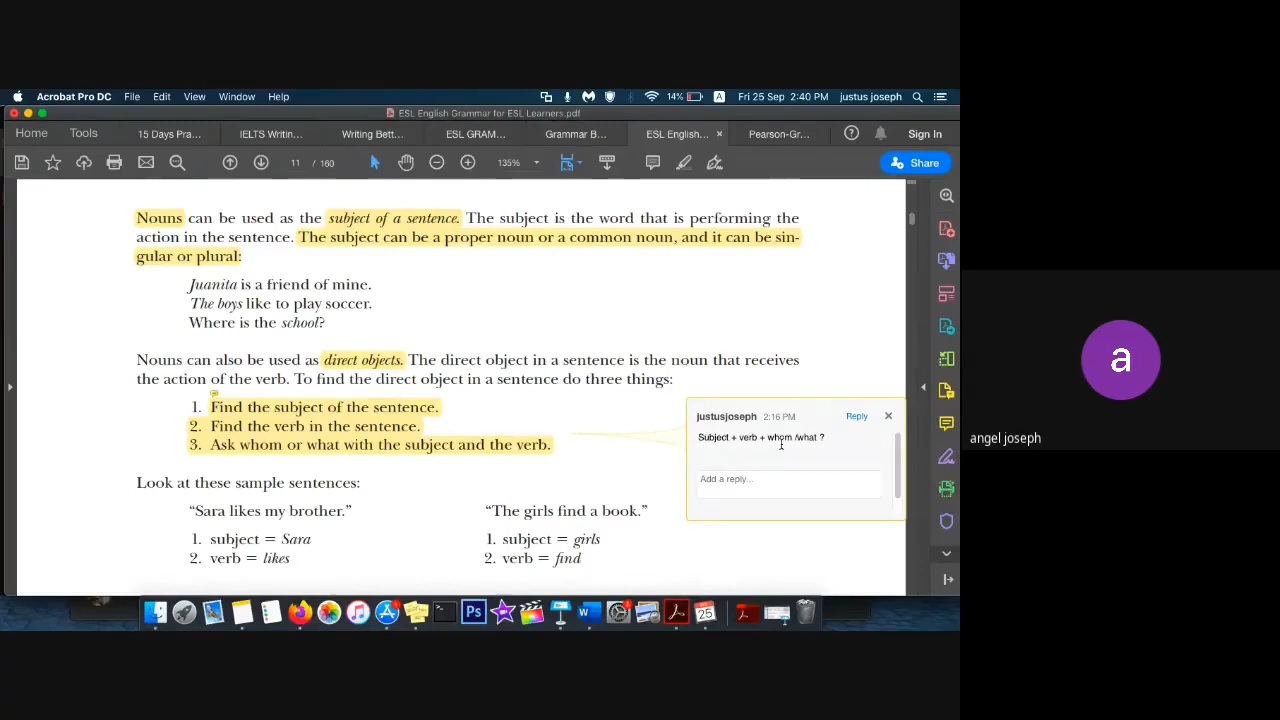 Acrobat Pro DC File Edit View Window Help 14% A Fri 25 Sep 2:40 PM justus joseph
ESL English Grammar for ESL Learners.pdf
Home Tools 15 Days Pra... IELTS Writin... Writing Bett... ESL GRAM... Grammar B... ESL English... × Pearson-Gr... Sign In
11 / 160 135% Share
Nouns can be used as the subject of a sentence. The subject is the word that is performing the
action in the sentence. The subject can be a proper noun or a common noun, and it can be sin-
gular or plural:
Juanita is a friend of mine.
The boys like to play soccer.
Where is the school?
Nouns can also be used as direct objects. The direct object in a sentence is the noun that receives
the action of the verb. To find the direct object in a sentence do three things:
1. Find the subject of the sentence.
2. Find the verb in the sentence.
3. Ask whom or what with the subject and the verb.
justusjoseph 2:16 PM Reply
Subject + verb + whom /what ?
Add a reply...
Look at these sample sentences:
"Sara likes my brother." "The girls find a book."
1. subject = Sara 1. subject = girls
2. verb = likes 2. verb = find
Ps W 25
a
angel joseph